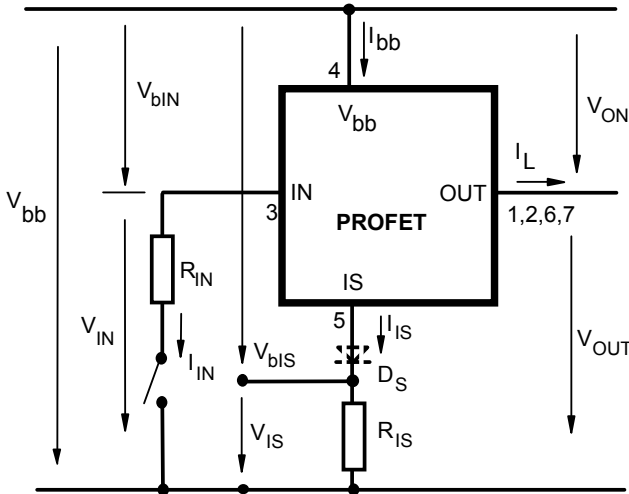 I_bb
4
V_bb
V_bIN
V_ON
V_bb
I_L
IN
OUT
3
PROFET
1,2,6,7
R_IN
IS
5
I_IS
V_IN
I_IN
V_bIS
D_S
V_OUT
V_IS
R_IS